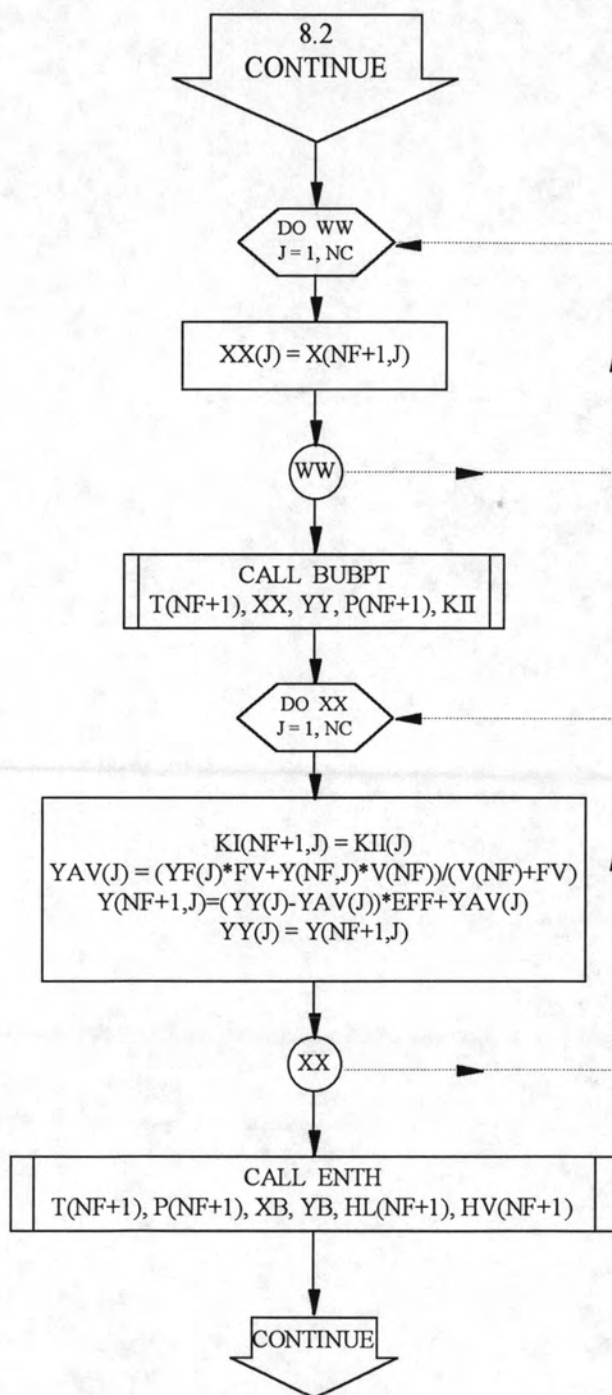 8.2
CONTINUE
DO WW
J = 1, NC
XX(J) = X(NF+1,J)
WW
CALL BUBPT
T(NF+1), XX, YY, P(NF+1), KII
DO XX
J = 1, NC
KI(NF+1,J) = KII(J)
YAV(J) = (YF(J)*FV+Y(NF,J)*V(NF))/(V(NF)+FV)
Y(NF+1,J)=(YY(J)-YAV(J))*EFF+YAV(J)
YY(J) = Y(NF+1,J)
XX
CALL ENTH
T(NF+1), P(NF+1), XB, YB, HL(NF+1), HV(NF+1)
CONTINUE